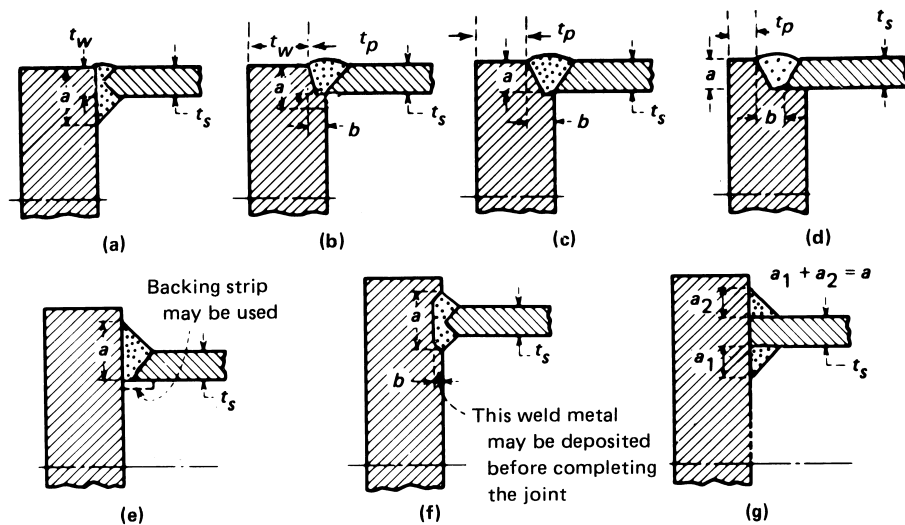 t_w
a
t_s
(a)
t_w t_p
a
t_s
b
(b)
t_p
a
t_s
(c)
t_p
t_s
a
b
(d)
Backing strip
may be used
a
t_s
(e)
a
t_s
b
This weld metal
may be deposited
before completing
the joint
(f)
a_1 + a_2 = a
a_2
a_1
t_s
(g)